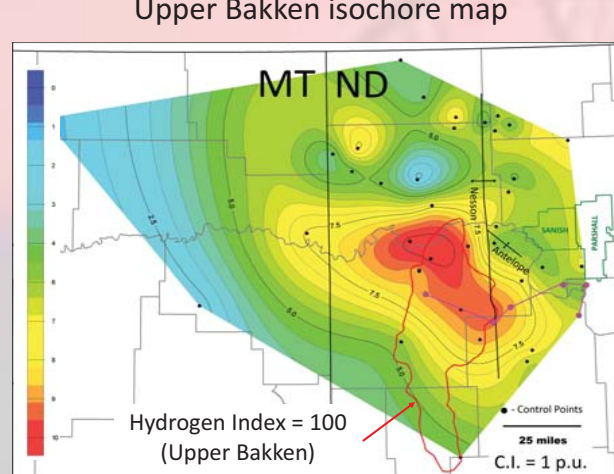 Upper Bakken isochore map
MT ND
0
1
2
3
4
5
6
7
8
9
10
5.0
2.5
5.0
7.5
7.5
7.5
7.5
5.0
5.0
Nesson
Antelope
SANISH
PARSHALL
Hydrogen Index = 100
(Upper Bakken)
- Control Points
25 miles
C.I. = 1 p.u.